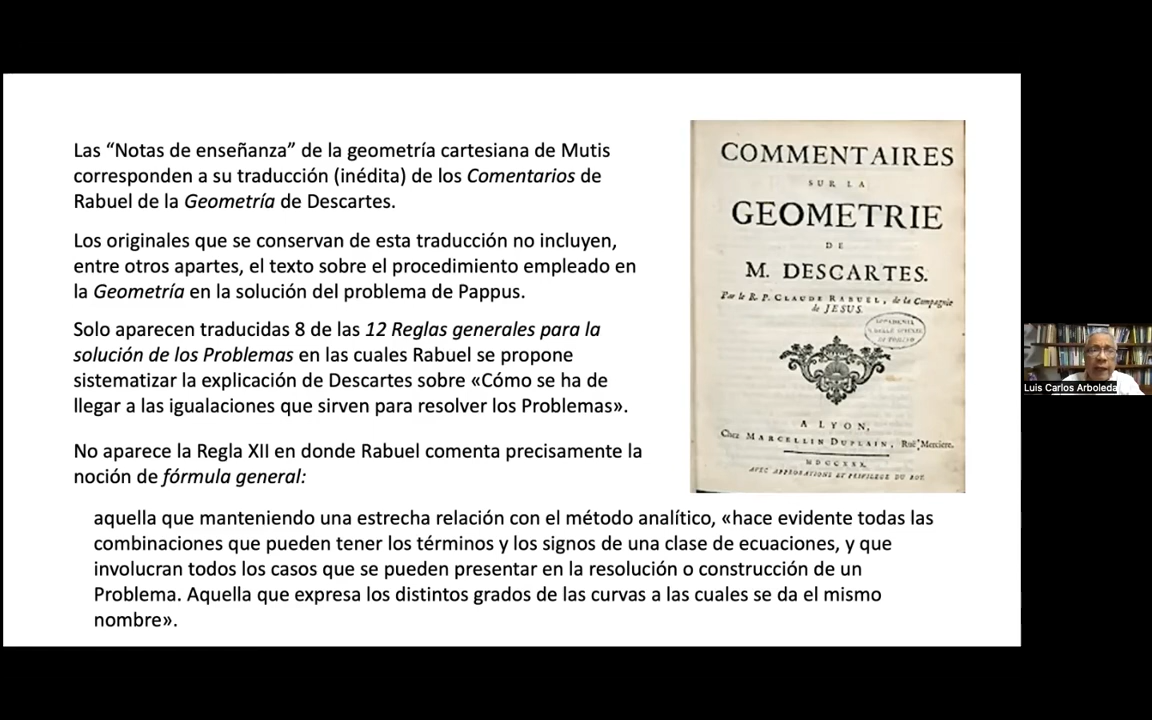 Las “Notas de enseñanza” de la geometría cartesiana de Mutis
corresponden a su traducción (inédita) de los Comentarios de
Rabuel de la Geometría de Descartes.
Los originales que se conservan de esta traducción no incluyen,
entre otros apartes, el texto sobre el procedimiento empleado en
la Geometría en la solución del problema de Pappus.
Solo aparecen traducidas 8 de las 12 Reglas generales para la
solución de los Problemas en las cuales Rabuel se propone
sistematizar la explicación de Descartes sobre «Cómo se ha de
llegar a las igualaciones que sirven para resolver los Problemas».
No aparece la Regla XII en donde Rabuel comenta precisamente la
noción de fórmula general:
aquella que manteniendo una estrecha relación con el método analítico, «hace evidente todas las
combinaciones que pueden tener los términos y los signos de una clase de ecuaciones, y que
involucran todos los casos que se pueden presentar en la resolución o construcción de un
Problema. Aquella que expresa los distintos grados de las curvas a las cuales se da el mismo
nombre».
COMMENTAIRES
SUR LA
GEOMETRIE
DE
M. DESCARTES.
Par le R. P. CLAUDE RABUEL, de la Compagnie
de JESUS.
A LYON,
Chez MARCELLIN DUPLAIN, Ruë Merciere.
MDCCXXX.
AVEC APPROBATIONS ET PRIVILEGE DU ROY.
Luis Carlos Arboleda